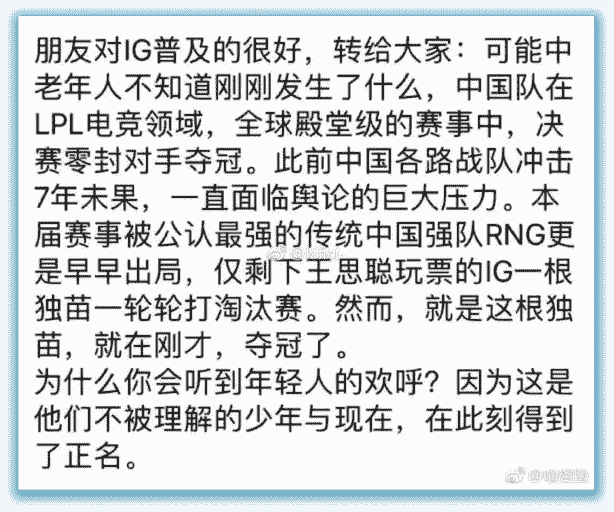 朋友对IG普及的很好，转给大家：可能中
老年人不知道刚刚发生了什么，中国队在
LPL电竞领域，全球殿堂级的赛事中，决
赛零封对手夺冠。此前中国各路战队冲击
7年未果，一直面临舆论的巨大压力。本
届赛事被公认最强的传统中国强队RNG更
是早早出局，仅剩下王思聪玩票的IG一根
独苗一轮轮打淘汰赛。然而，就是这根独
苗，就在刚才，夺冠了。
为什么你会听到年轻人的欢呼？因为这是
他们不被理解的少年与现在，在此刻得到
了正名。